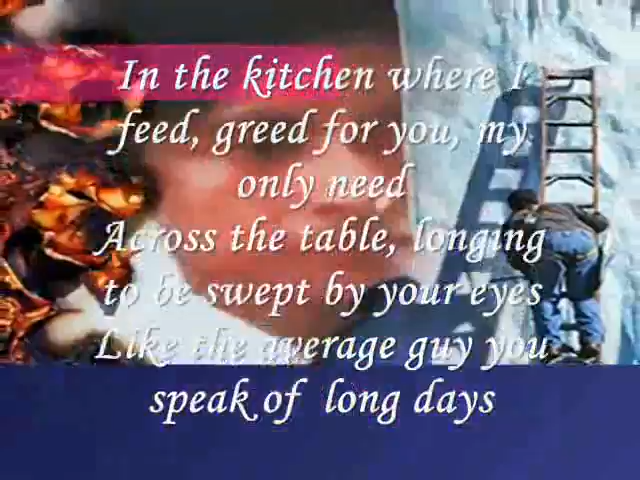 In the kitchen where I
feed, greed for you, my
only need
Across the table, longing
to be swept by your eyes
Like the average guy you
speak of long days